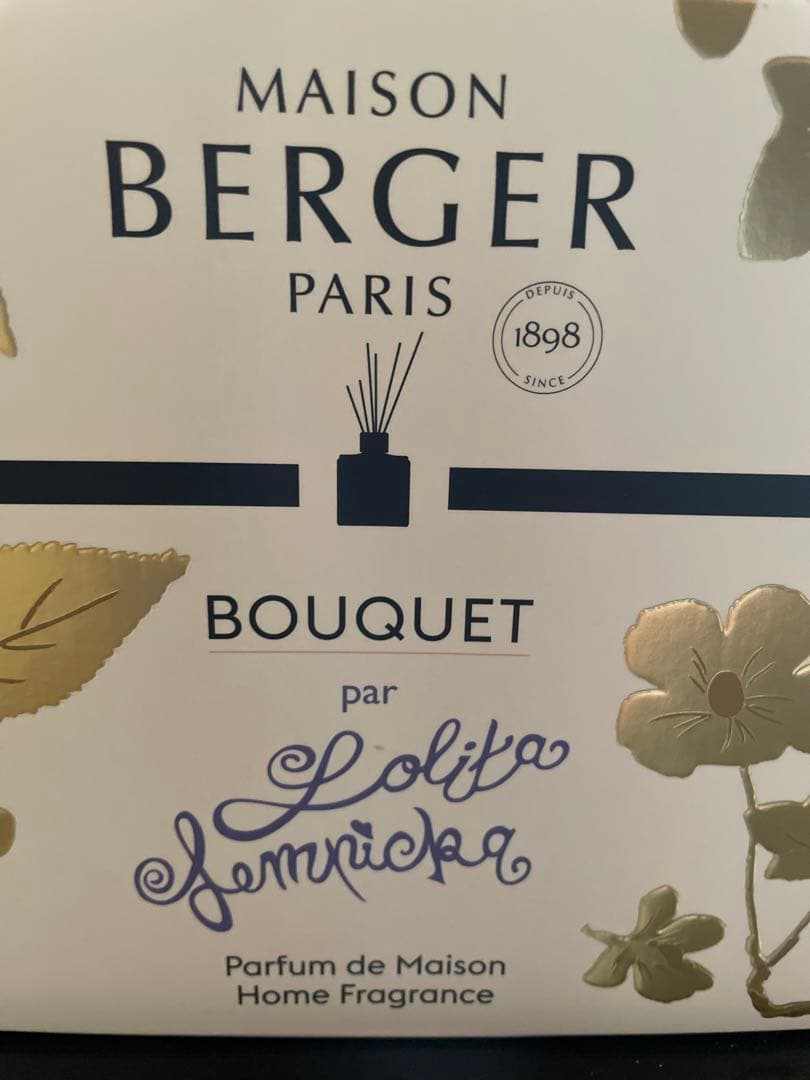 MAISON
BERGER
PARIS
DEPUIS
1898
SINCE
BOUQUET
par
Lolita
Lempicka
Parfum de Maison
Home Fragrance